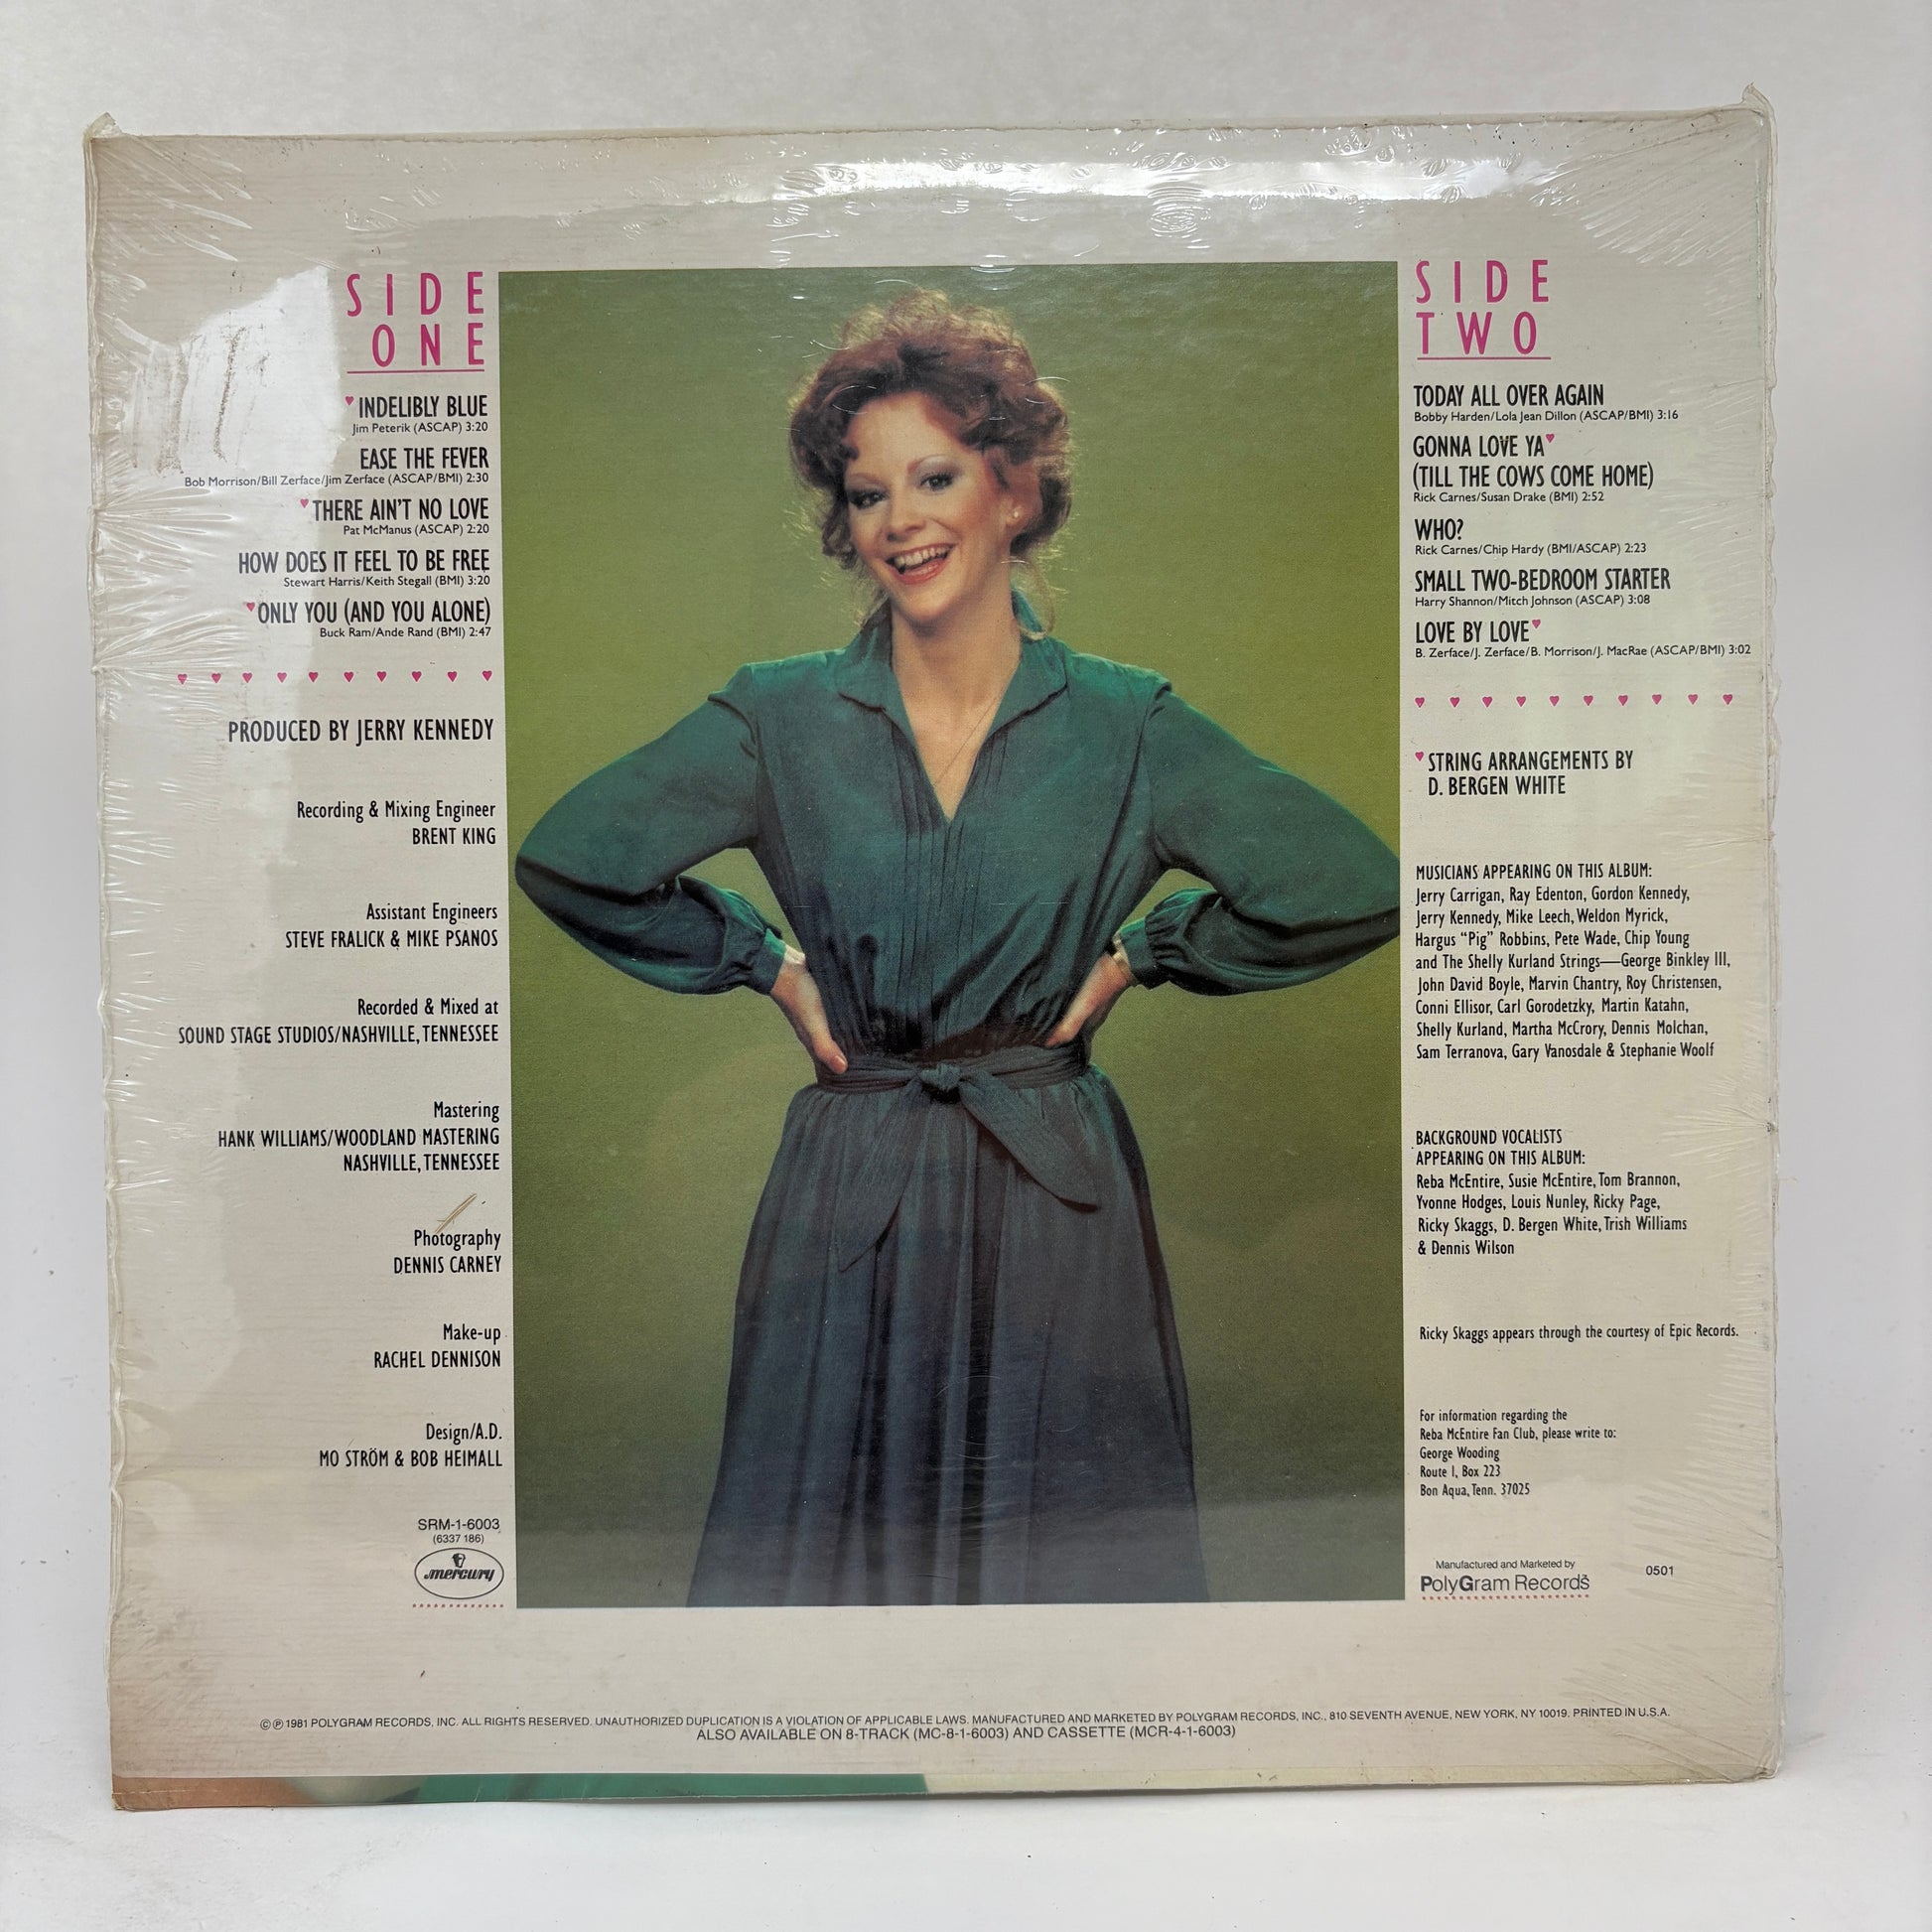 SIDE
ONE
♥INDELIBLY BLUE
Jim Peterik (ASCAP) 3:20
EASE THE FEVER
Bob Morrison/Bill Zerface/Jim Zerface (ASCAP/BMI) 2:30
♥THERE AIN'T NO LOVE
Pat McManus (ASCAP) 2:20
HOW DOES IT FEEL TO BE FREE
Stewart Harris/Keith Stegall (BMI) 3:20
♥ONLY YOU (AND YOU ALONE)
Buck Ram/Ande Rand (BMI) 2:47
♥ ♥ ♥ ♥ ♥ ♥ ♥ ♥ ♥ ♥
PRODUCED BY JERRY KENNEDY
Recording & Mixing Engineer
BRENT KING
Assistant Engineers
STEVE FRALICK & MIKE PSANOS
Recorded & Mixed at
SOUND STAGE STUDIOS/NASHVILLE, TENNESSEE
Mastering
HANK WILLIAMS/WOODLAND MASTERING
NASHVILLE, TENNESSEE
Photography
DENNIS CARNEY
Make-up
RACHEL DENNISON
Design/A.D.
MO STRÖM & BOB HEIMALL
SRM-1-6003
(6337 186)
mercury
SIDE
TWO
TODAY ALL OVER AGAIN
Bobby Harden/Lola Jean Dillon (ASCAP/BMI) 3:16
GONNA LOVE YA♥
(TILL THE COWS COME HOME)
Rick Carnes/Susan Drake (BMI) 2:52
WHO?
Rick Carnes/Chip Hardy (BMI/ASCAP) 2:23
SMALL TWO-BEDROOM STARTER
Harry Shannon/Mitch Johnson (ASCAP) 3:08
LOVE BY LOVE♥
B. Zerface/J. Zerface/B. Morrison/J. MacRae (ASCAP/BMI) 3:02
♥ ♥ ♥ ♥ ♥ ♥ ♥ ♥ ♥ ♥
♥STRING ARRANGEMENTS BY
D. BERGEN WHITE
MUSICIANS APPEARING ON THIS ALBUM:
Jerry Carrigan, Ray Edenton, Gordon Kennedy,
Jerry Kennedy, Mike Leech, Weldon Myrick,
Hargus “Pig” Robbins, Pete Wade, Chip Young
and The Shelly Kurland Strings—George Binkley III,
John David Boyle, Marvin Chantry, Roy Christensen,
Conni Ellisor, Carl Gorodetzky, Martin Katahn,
Shelly Kurland, Martha McCrory, Dennis Molchan,
Sam Terranova, Gary Vanosdale & Stephanie Woolf
BACKGROUND VOCALISTS
APPEARING ON THIS ALBUM:
Reba McEntire, Susie McEntire, Tom Brannon,
Yvonne Hodges, Louis Nunley, Ricky Page,
Ricky Skaggs, D. Bergen White, Trish Williams
& Dennis Wilson
Ricky Skaggs appears through the courtesy of Epic Records.
For information regarding the
Reba McEntire Fan Club, please write to:
George Wooding
Route 1, Box 223
Bon Aqua, Tenn. 37025
Manufactured and Marketed by
PolyGram Records
0501
©℗1981 POLYGRAM RECORDS, INC. ALL RIGHTS RESERVED. UNAUTHORIZED DUPLICATION IS A VIOLATION OF APPLICABLE LAWS. MANUFACTURED AND MARKETED BY POLYGRAM RECORDS, INC., 810 SEVENTH AVENUE, NEW YORK, NY 10019. PRINTED IN U.S.A.
ALSO AVAILABLE ON 8-TRACK (MC-8-1-6003) AND CASSETTE (MCR-4-1-6003)